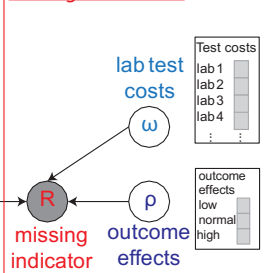 lab test
costs
ω
Test costs
lab 1
lab 2
lab 3
lab 4
⋮ ⋮
R
missing
indicator
ρ
outcome
effects
outcome
effects
low
normal
high